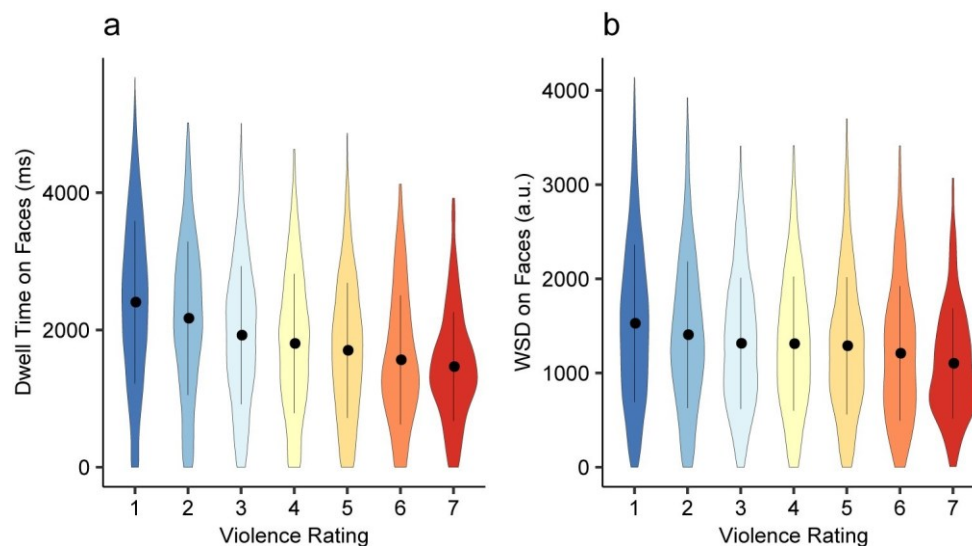 a
Dwell Time on Faces (ms)
4000
2000
0
1 2 3 4 5 6 7
Violence Rating
b
WSD on Faces (a.u.)
4000
3000
2000
1000
0
1 2 3 4 5 6 7
Violence Rating